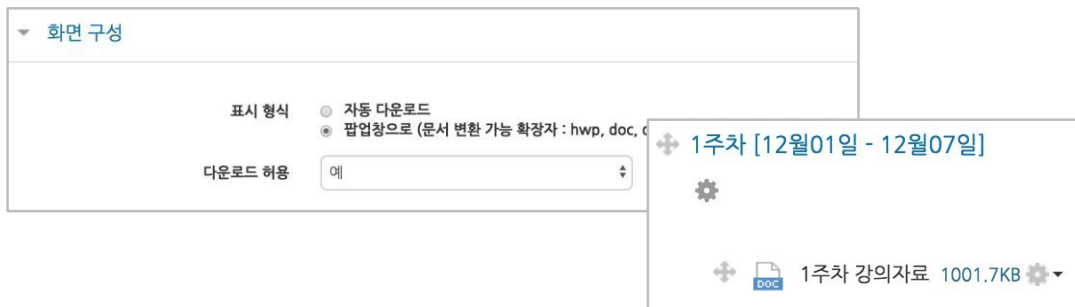 화면 구성
표시 형식
자동 다운로드
팝업창으로 (문서 변환 가능 확장자 : hwp, doc,
다운로드 허용
예
1주차 [12월01일 - 12월07일]
DOC
1주차 강의자료 1001.7KB